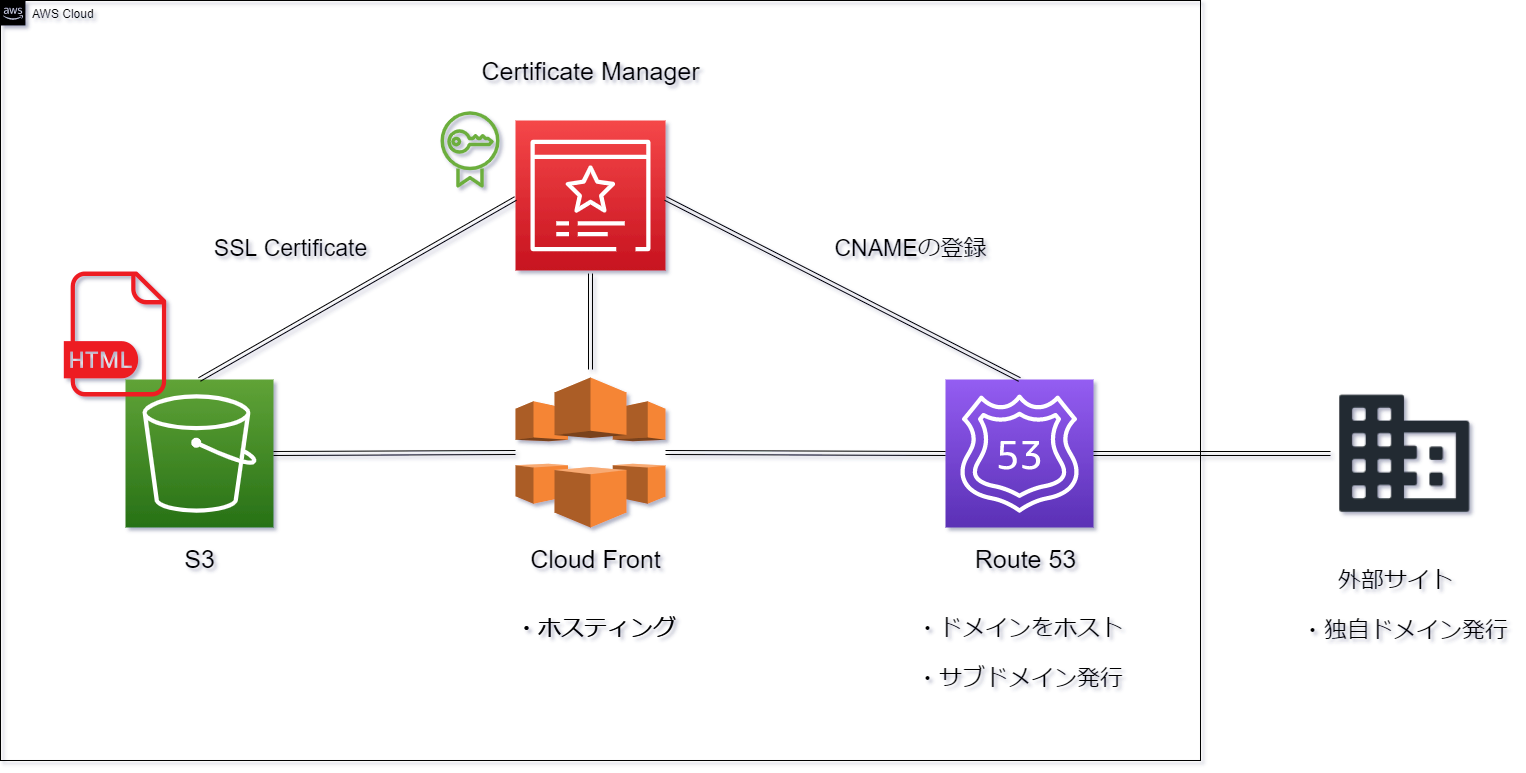 aws
AWS Cloud
Certificate Manager
SSL Certificate
CNAMEの登録
HTML
53
S3
Cloud Front
Route 53
外部サイト
・ホスティング
・ドメインをホスト
・独自ドメイン発行
・サブドメイン発行